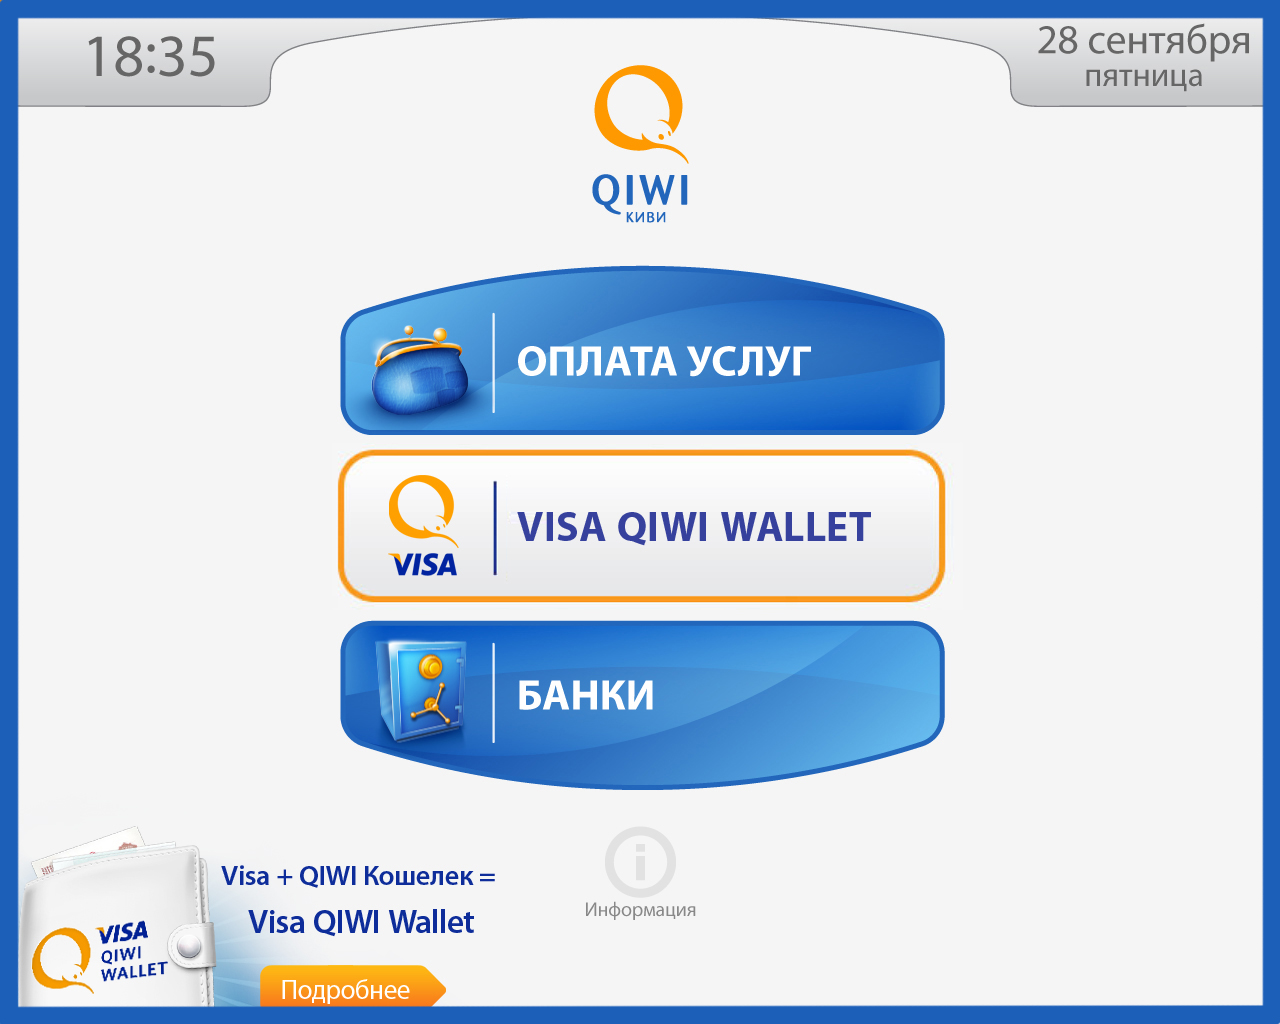 18:35
28 сентября
пятница
QIWI
КИВИ
ОПЛАТА УСЛУГ
VISA
VISA QIWI WALLET
БАНКИ
Информация
Visa + QIWI Кошелек =
Visa QIWI Wallet
VISA
QIWI
WALLET
Подробнее